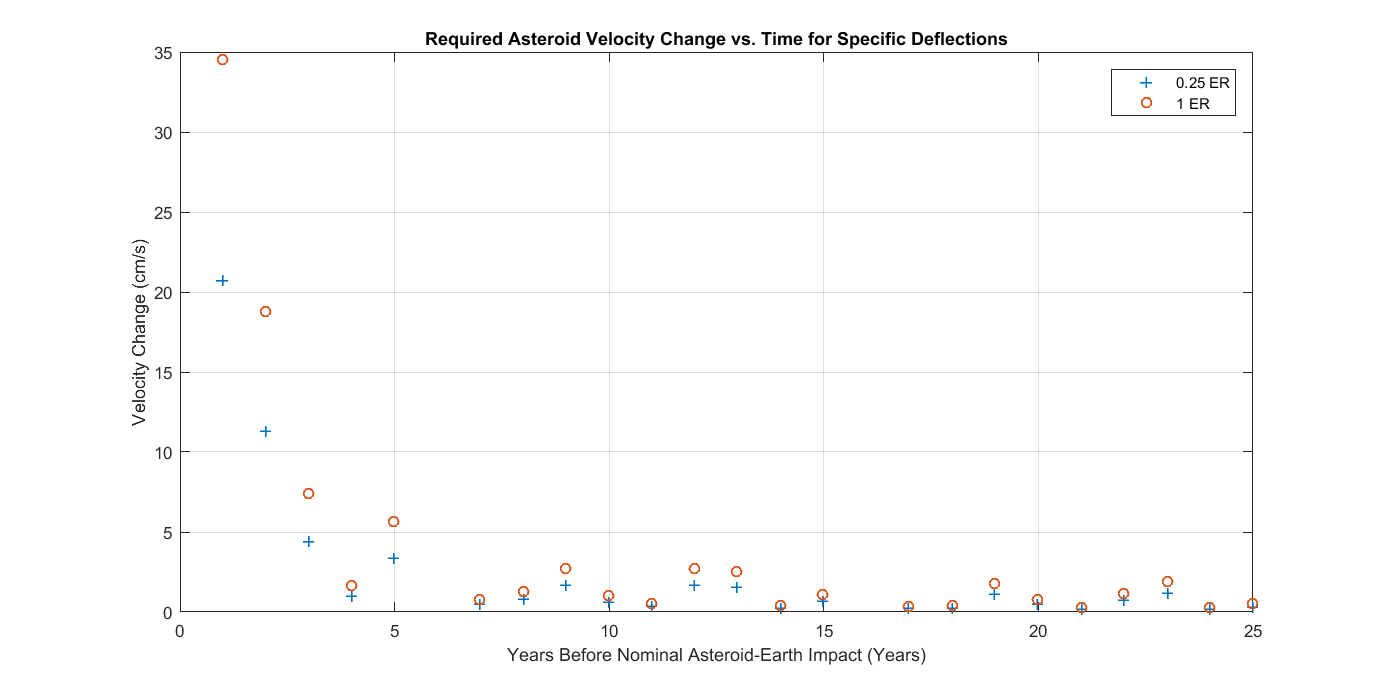 Required Asteroid Velocity Change vs. Time for Specific Deflections
35
30
25
20
15
10
5
0
Velocity Change (cm/s)
0.25 ER
1 ER
0 5 10 15 20 25
Years Before Nominal Asteroid-Earth Impact (Years)